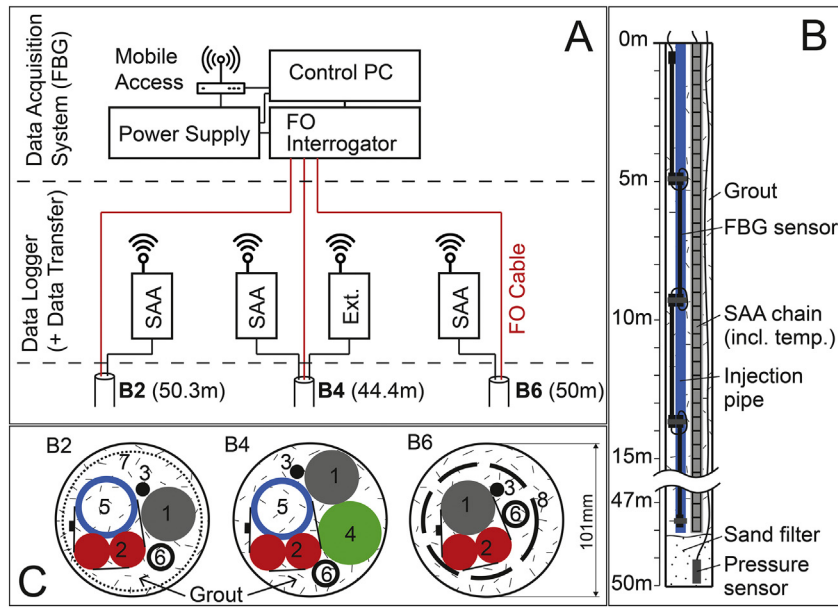 A
Data Acquisition
System (FBG)
Mobile
Access
Control PC
Power Supply
FO
Interrogator
Data Logger
(+ Data Transfer)
SAA
SAA
Ext.
SAA
FO Cable
B2 (50.3m)
B4 (44.4m)
B6 (50m)
B
0m
5m
10m
15m
47m
50m
Grout
FBG sensor
SAA chain
(incl. temp.)
Injection
pipe
Sand filter
Pressure
sensor
C
B2
7
3
5
1
2
6
B4
3
1
5
4
2
6
B6
3
1
8
6
2
Grout
101mm